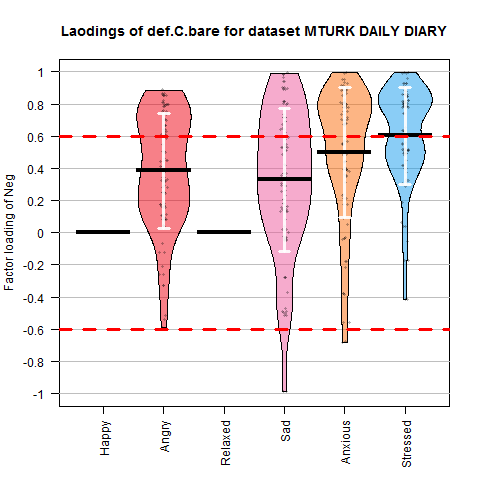 Laodings of def.C.bare for dataset MTURK DAILY DIARY
Factor loading of Neg
1
0.8
0.6
0.4
0.2
0
-0.2
-0.4
-0.6
-0.8
-1
Happy
Angry
Relaxed
Sad
Anxious
Stressed